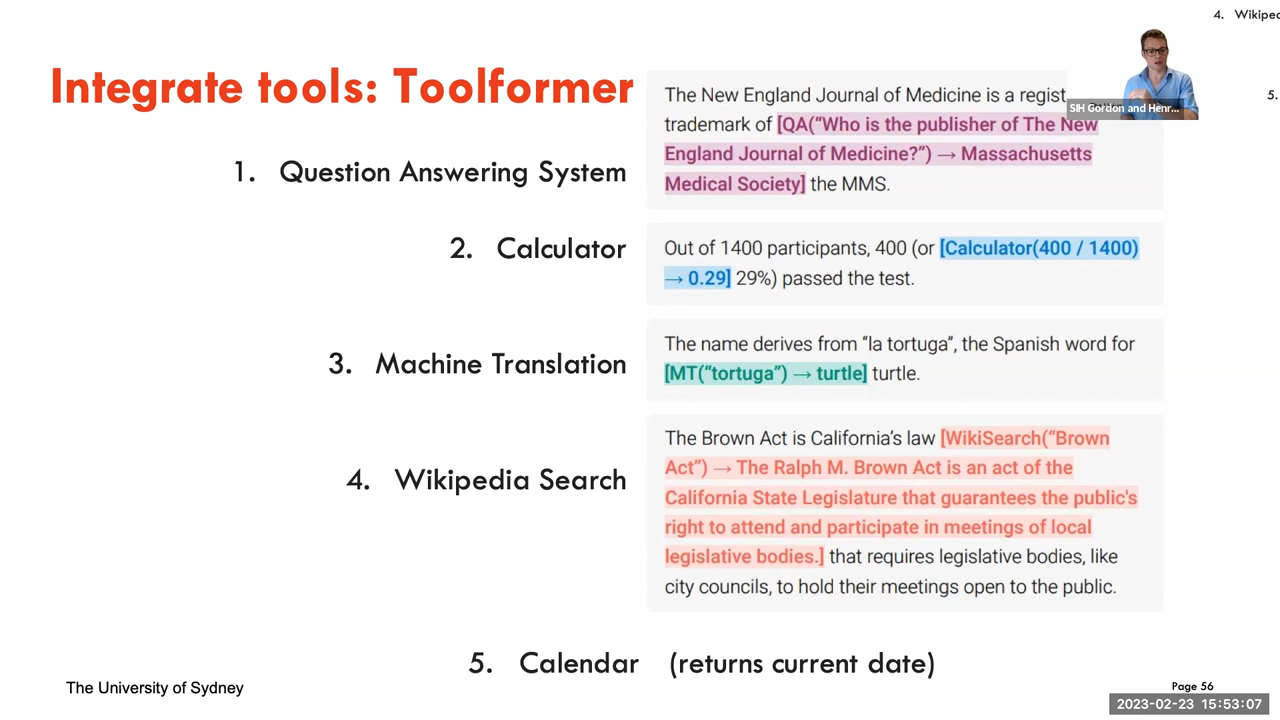 4. Wikiped
Integrate tools: Toolformer
5.
SIH Gordon and Henr...
The New England Journal of Medicine is a regist
trademark of [QA(“Who is the publisher of The New
England Journal of Medicine?”) → Massachusetts
Medical Society] the MMS.
1. Question Answering System
2. Calculator
Out of 1400 participants, 400 (or [Calculator(400 / 1400)
→ 0.29] 29%) passed the test.
3. Machine Translation
The name derives from “la tortuga”, the Spanish word for
[MT(“tortuga”) → turtle] turtle.
4. Wikipedia Search
The Brown Act is California’s law [WikiSearch(“Brown
Act”) → The Ralph M. Brown Act is an act of the
California State Legislature that guarantees the public's
right to attend and participate in meetings of local
legislative bodies.] that requires legislative bodies, like
city councils, to hold their meetings open to the public.
5. Calendar (returns current date)
The University of Sydney
Page 56
2023-02-23 15:53:07